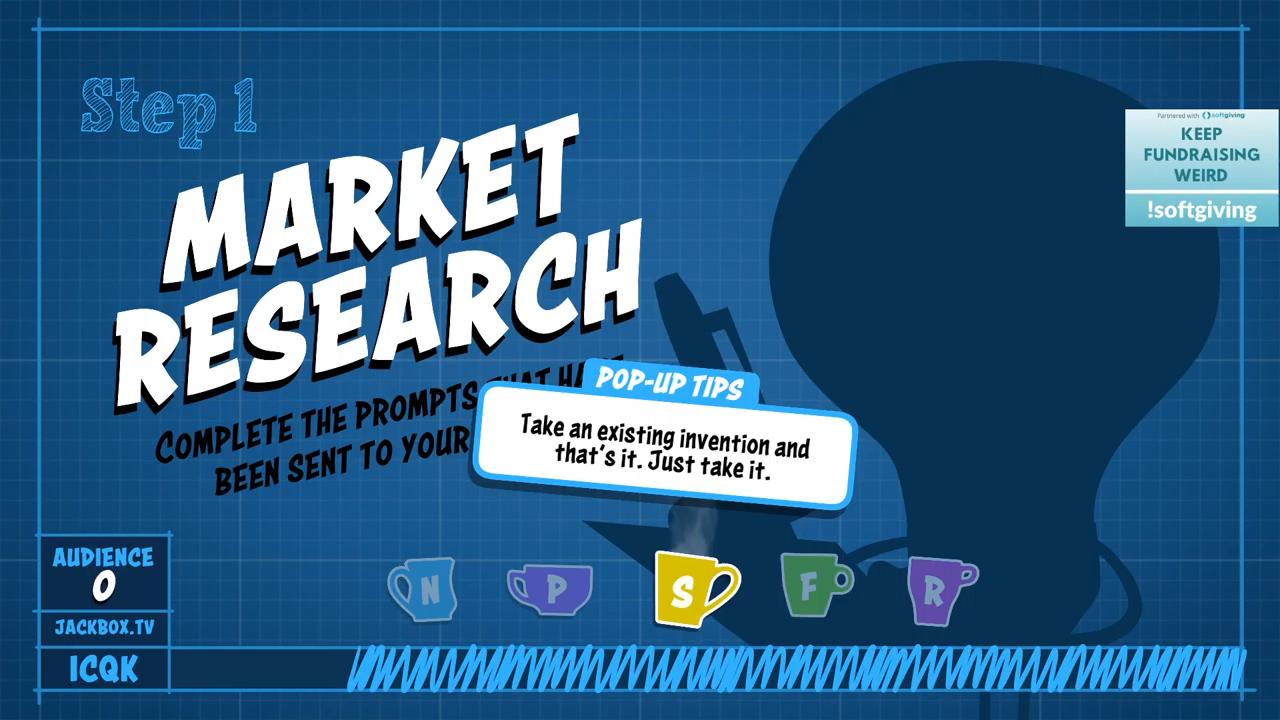 Step 1
MARKET
RESEARCH
COMPLETE THE PROMPTS THAT
BEEN SENT TO YOUR
POP-UP TIPS
Take an existing invention and
that's it. Just take it.
Partnered with softgiving
KEEP
FUNDRAISING
WEIRD
!softgiving
AUDIENCE
0
JACKBOX.TV
ICQK
N
P
S
F
R